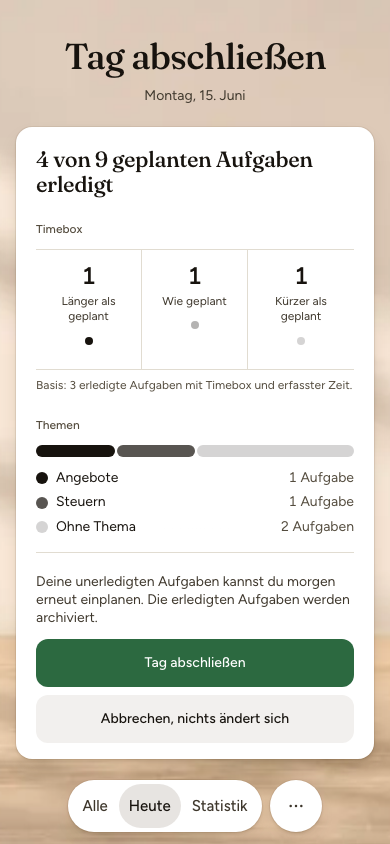 Tag abschließen
Montag, 15. Juni
4 von 9 geplanten Aufgaben
erledigt
Timebox
1
Länger als
geplant
1
Wie geplant
1
Kürzer als
geplant
Basis: 3 erledigte Aufgaben mit Timebox und erfasster Zeit.
Themen
Angebote 1 Aufgabe
Steuern 1 Aufgabe
Ohne Thema 2 Aufgaben
Deine unerledigten Aufgaben kannst du morgen
erneut einplanen. Die erledigten Aufgaben werden
archiviert.
Tag abschließen
Abbrechen, nichts ändert sich
Alle Heute Statistik ···